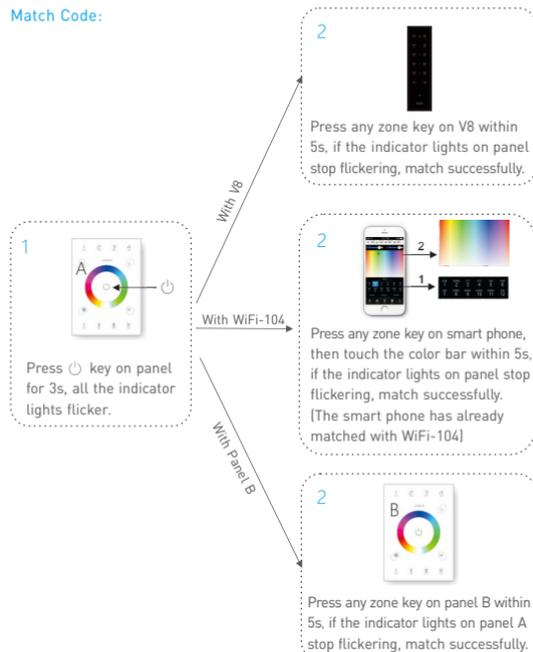 Match Code:
1
A
Press ⏻ key on panel
for 3s, all the indicator
lights flicker.
With V8
With WiFi-104
With Panel B
2
Press any zone key on V8 within
5s, if the indicator lights on panel
stop flickering, match successfully.
2
2
1
Press any zone key on smart phone,
then touch the color bar within 5s,
if the indicator lights on panel stop
flickering, match successfully.
(The smart phone has already
matched with WiFi-104)
2
B
Press any zone key on panel B within
5s, if the indicator lights on panel A
stop flickering, match successfully.